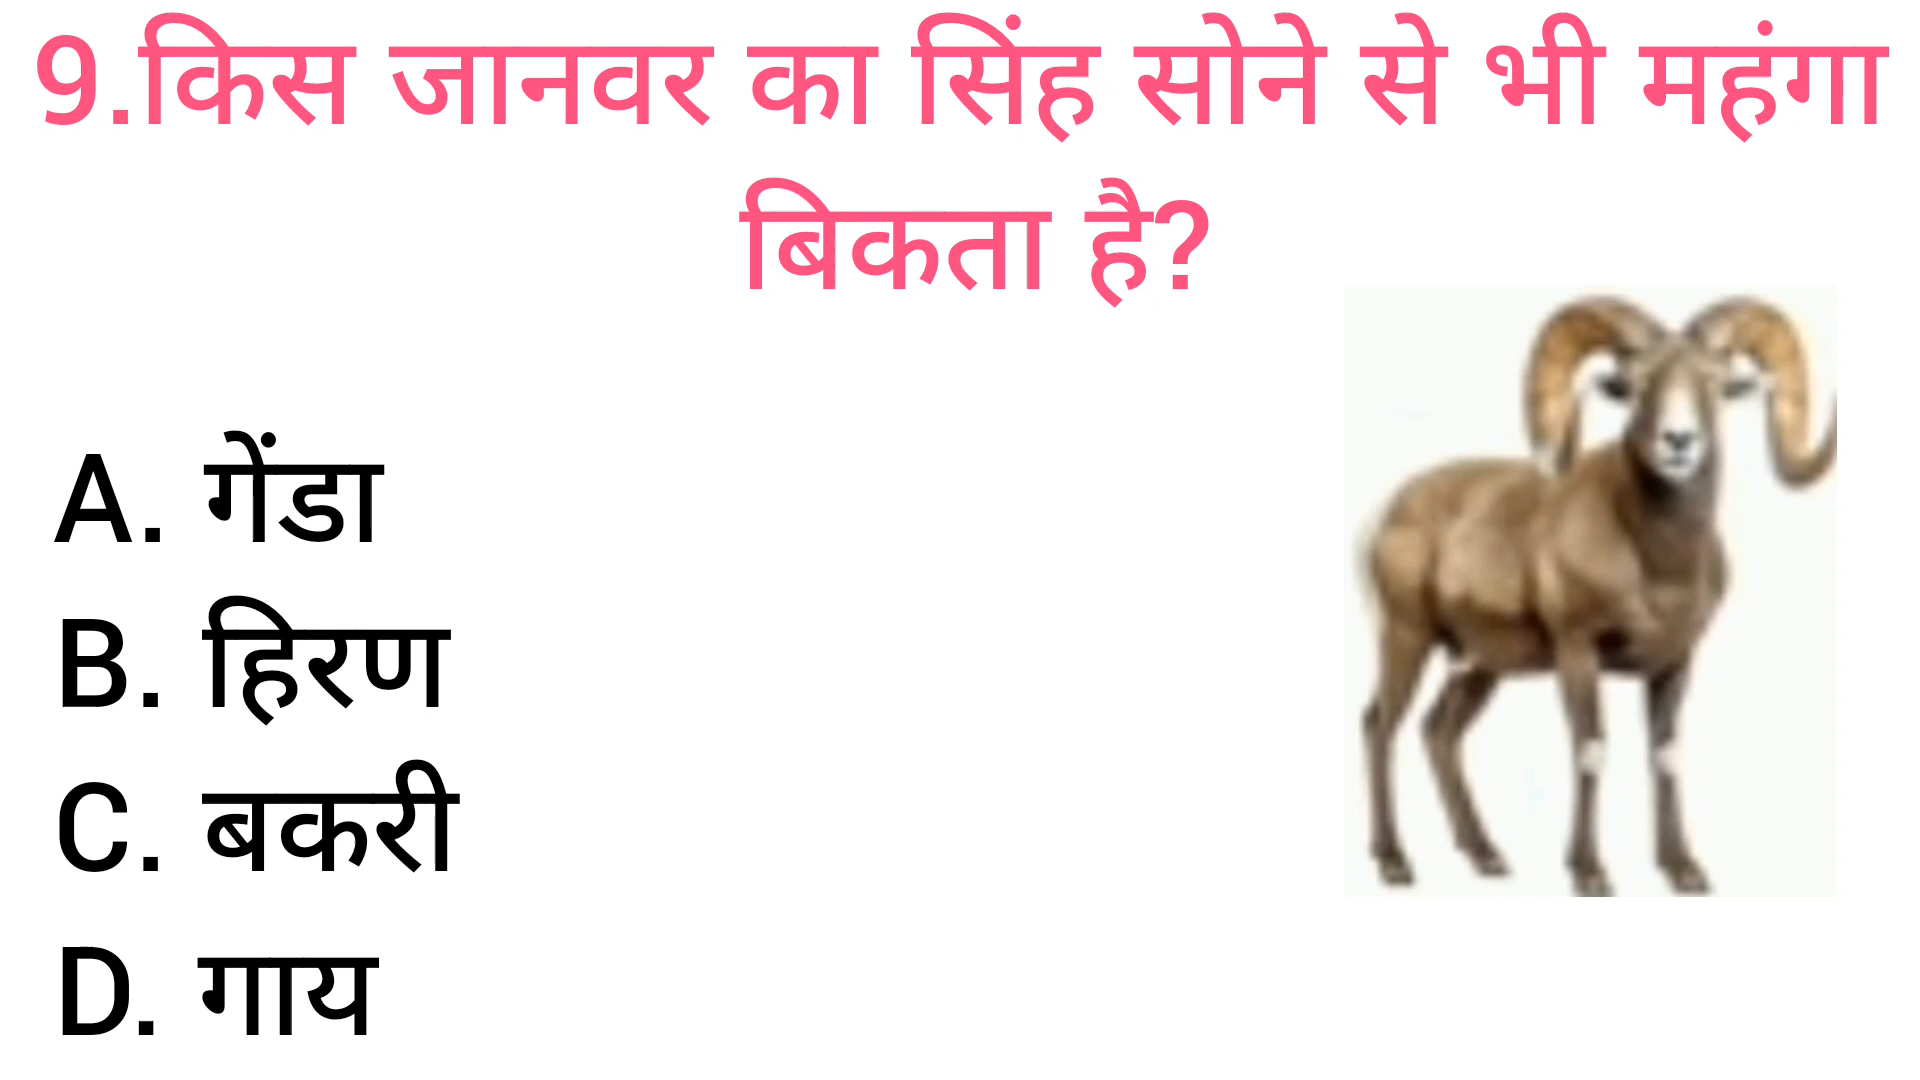 9.किस जानवर का सिंह सोने से भी महंगा
बिकता है?
A. गेंडा
B. हिरण
C. बकरी
D. गाय